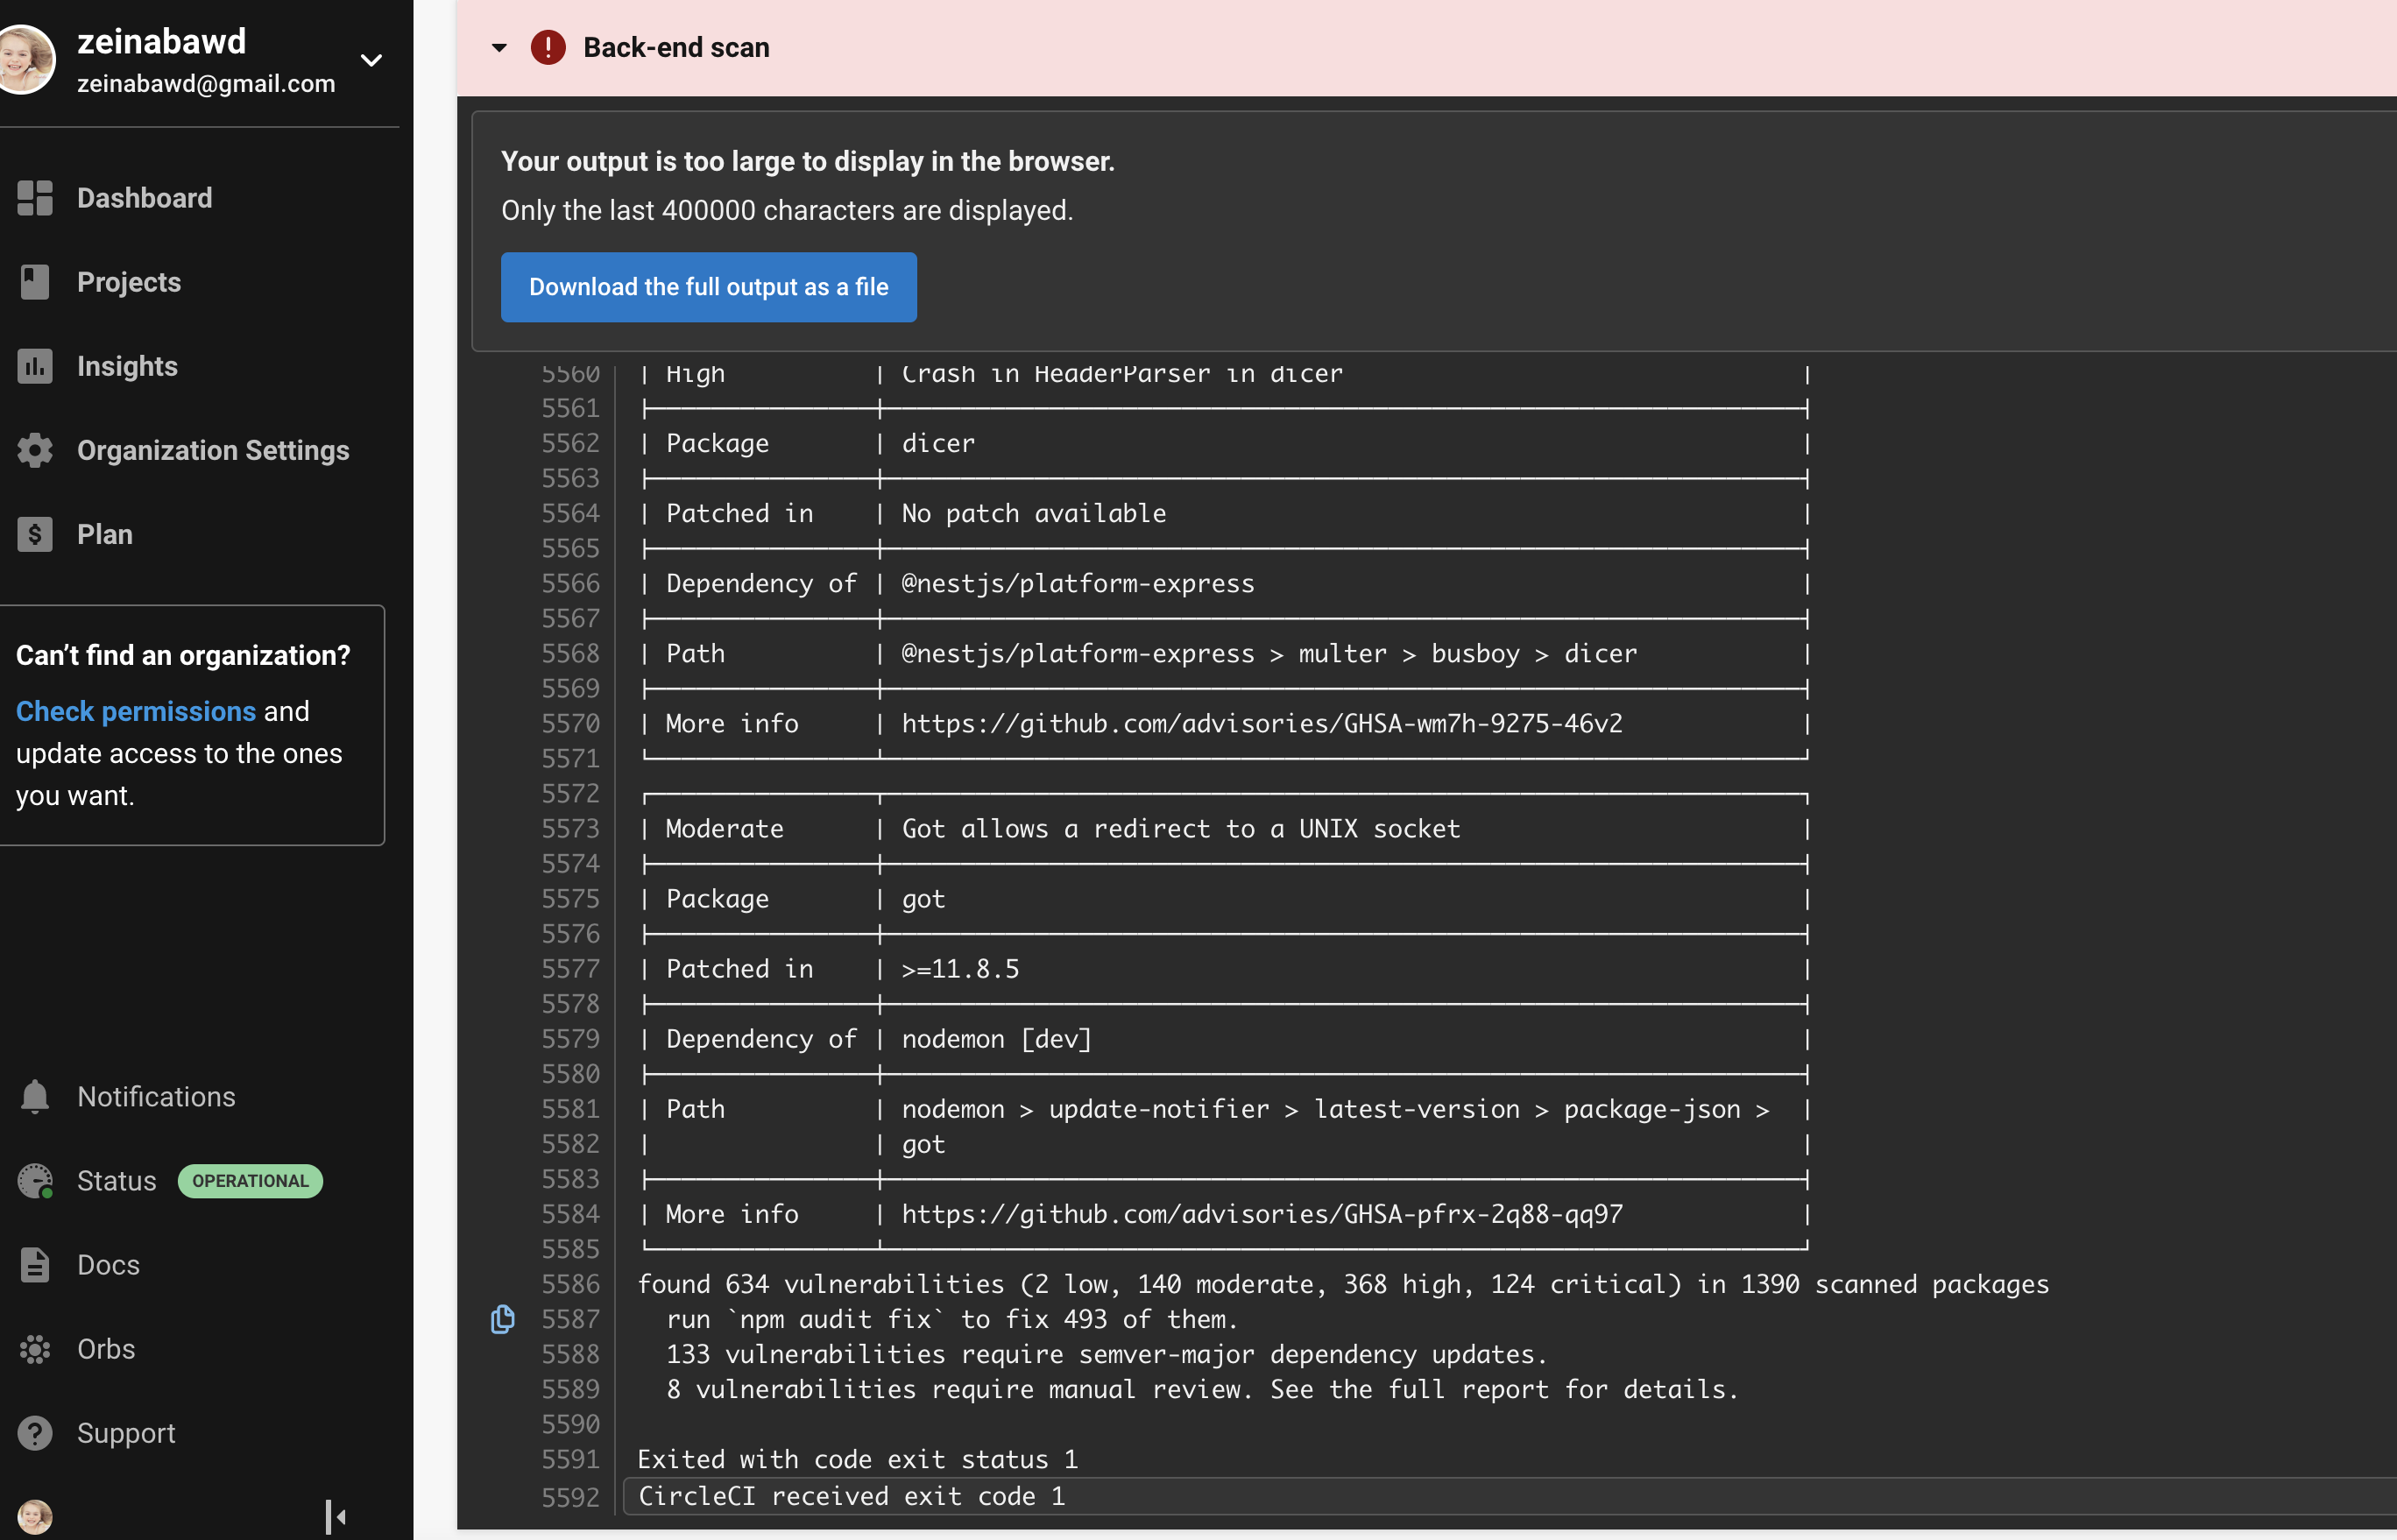 zeinabawd
zeinabawd@gmail.com
Dashboard
Projects
Insights
Organization Settings
Plan
Can’t find an organization?
Check permissions and
update access to the ones
you want.
Notifications
Status OPERATIONAL
Docs
Orbs
Support
Back-end scan
Your output is too large to display in the browser.
Only the last 400000 characters are displayed.
Download the full output as a file
5560 | High | Crash in HeaderParser in dicer |
5561
5562 | Package | dicer |
5563
5564 | Patched in | No patch available |
5565
5566 | Dependency of | @nestjs/platform-express |
5567
5568 | Path | @nestjs/platform-express > multer > busboy > dicer |
5569
5570 | More info | https://github.com/advisories/GHSA-wm7h-9275-46v2 |
5571
5572
5573 | Moderate | Got allows a redirect to a UNIX socket |
5574
5575 | Package | got |
5576
5577 | Patched in | >=11.8.5 |
5578
5579 | Dependency of | nodemon [dev] |
5580
5581 | Path | nodemon > update-notifier > latest-version > package-json > |
5582 | | got |
5583
5584 | More info | https://github.com/advisories/GHSA-pfrx-2q88-qq97 |
5585
5586 found 634 vulnerabilities (2 low, 140 moderate, 368 high, 124 critical) in 1390 scanned packages
5587 run `npm audit fix` to fix 493 of them.
5588 133 vulnerabilities require semver-major dependency updates.
5589 8 vulnerabilities require manual review. See the full report for details.
5590
5591 Exited with code exit status 1
5592 CircleCI received exit code 1